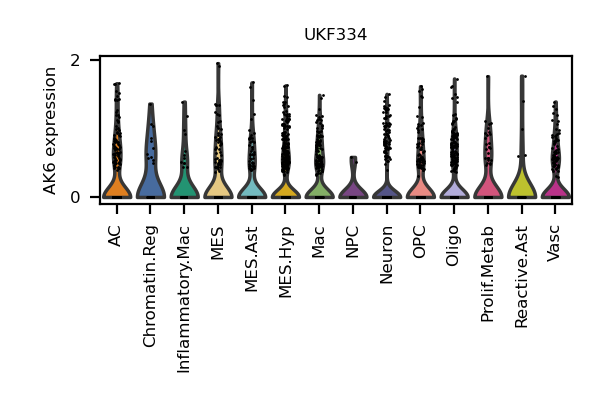 UKF334
AK6 expression
2
0
AC
Chromatin.Reg
Inflammatory.Mac
MES
MES.Ast
MES.Hyp
Mac
NPC
Neuron
OPC
Oligo
Prolif.Metab
Reactive.Ast
Vasc